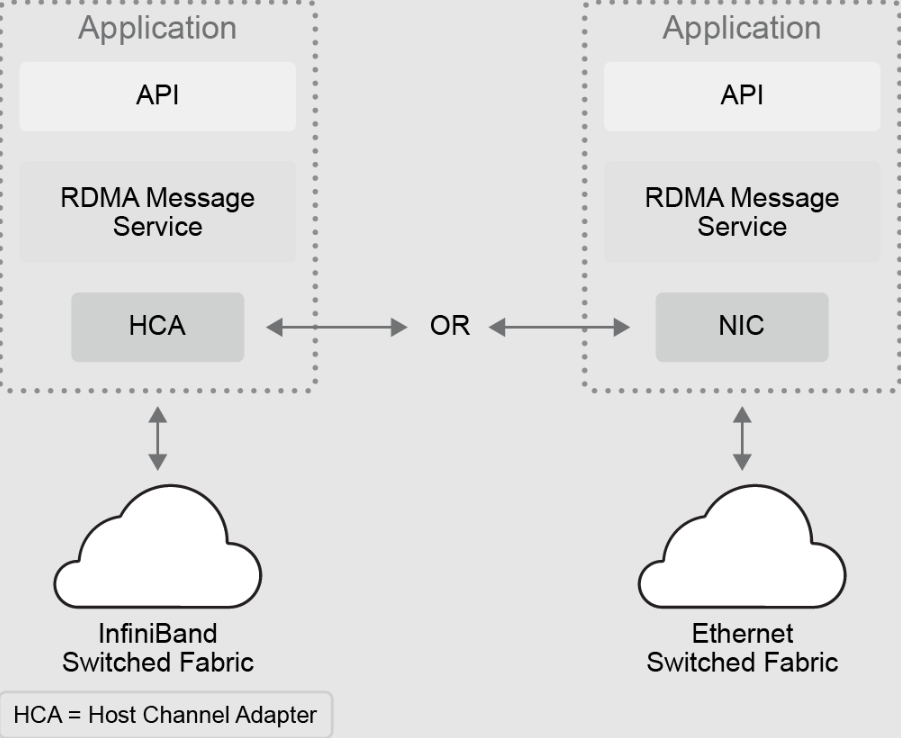 Application
API
RDMA Message
Service
HCA
OR
Application
API
RDMA Message
Service
NIC
InfiniBand
Switched Fabric
Ethernet
Switched Fabric
HCA = Host Channel Adapter